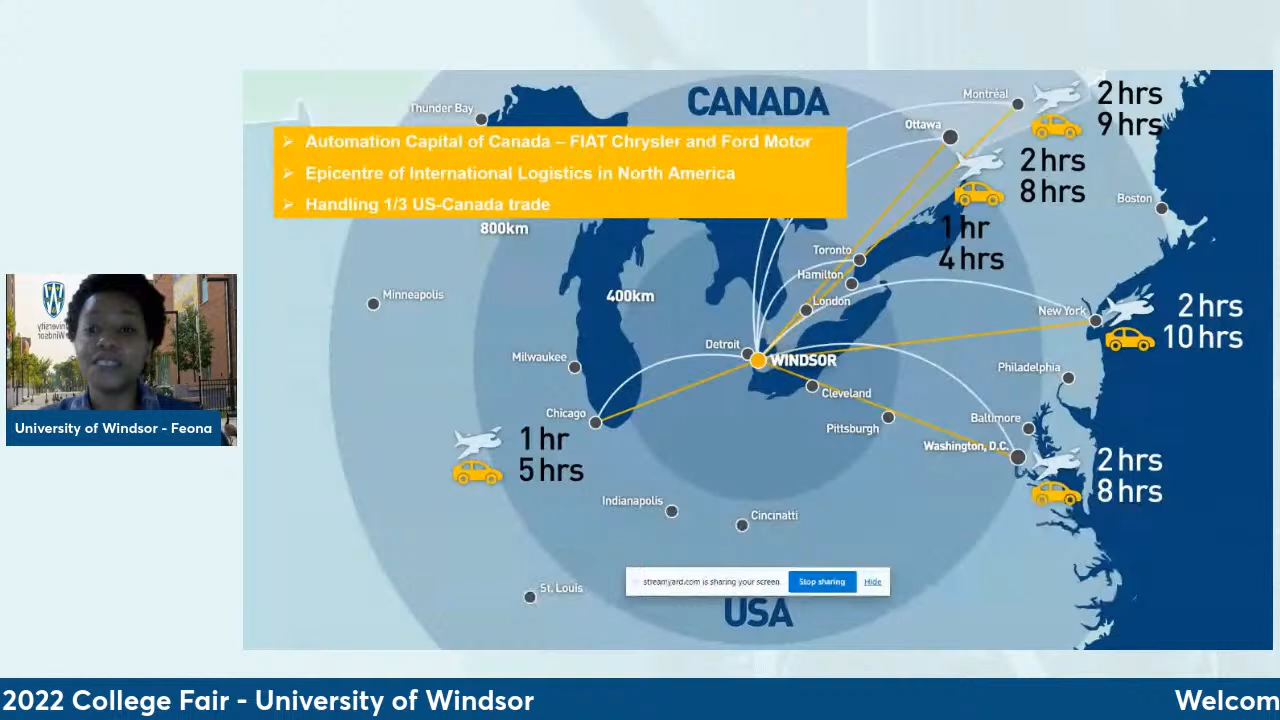 CANADA
Thunder Bay
Montréal
2 hrs
9 hrs
Ottawa
2 hrs
8 hrs
➢ Automation Capital of Canada – FIAT Chrysler and Ford Motor
➢ Epicentre of International Logistics in North America
➢ Handling 1/3 US-Canada trade
Boston
800km
1 hr
4 hrs
Toronto
Hamilton
London
400km
Minneapolis
New York
2 hrs
10 hrs
Detroit
WINDSOR
Milwaukee
Philadelphia
Cleveland
Chicago
Pittsburgh
Baltimore
Washington, D.C.
1 hr
5 hrs
2 hrs
8 hrs
Indianapolis
Cincinatti
St. Louis
streamyard.com is sharing your screen
Stop sharing
Hide
USA
University
of Windsor
University of Windsor - Feona
2022 College Fair - University of Windsor
Welcom